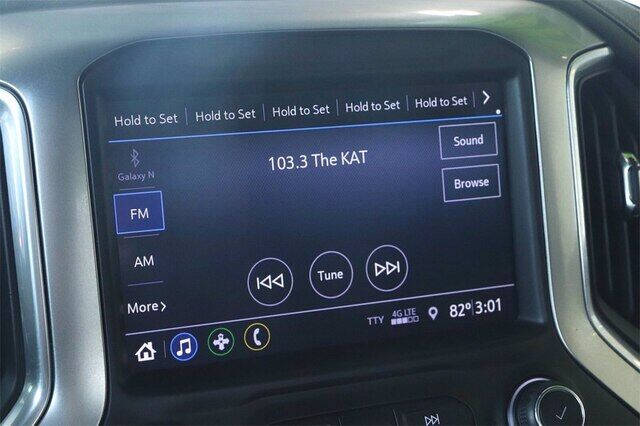 Hold to Set Hold to Set Hold to Set Hold to Set Hold to Set
Galaxy N
103.3 The KAT
Sound
FM
Browse
AM
Tune
More
TTY 4G LTE 82° 3:01